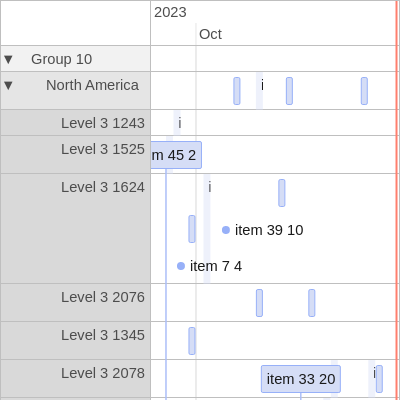 2023
Oct
▼ Group 10
▼ North America
i
Level 3 1243
i
Level 3 1525
m 45 2
Level 3 1624
i
item 39 10
item 7 4
Level 3 2076
Level 3 1345
Level 3 2078
item 33 20
i